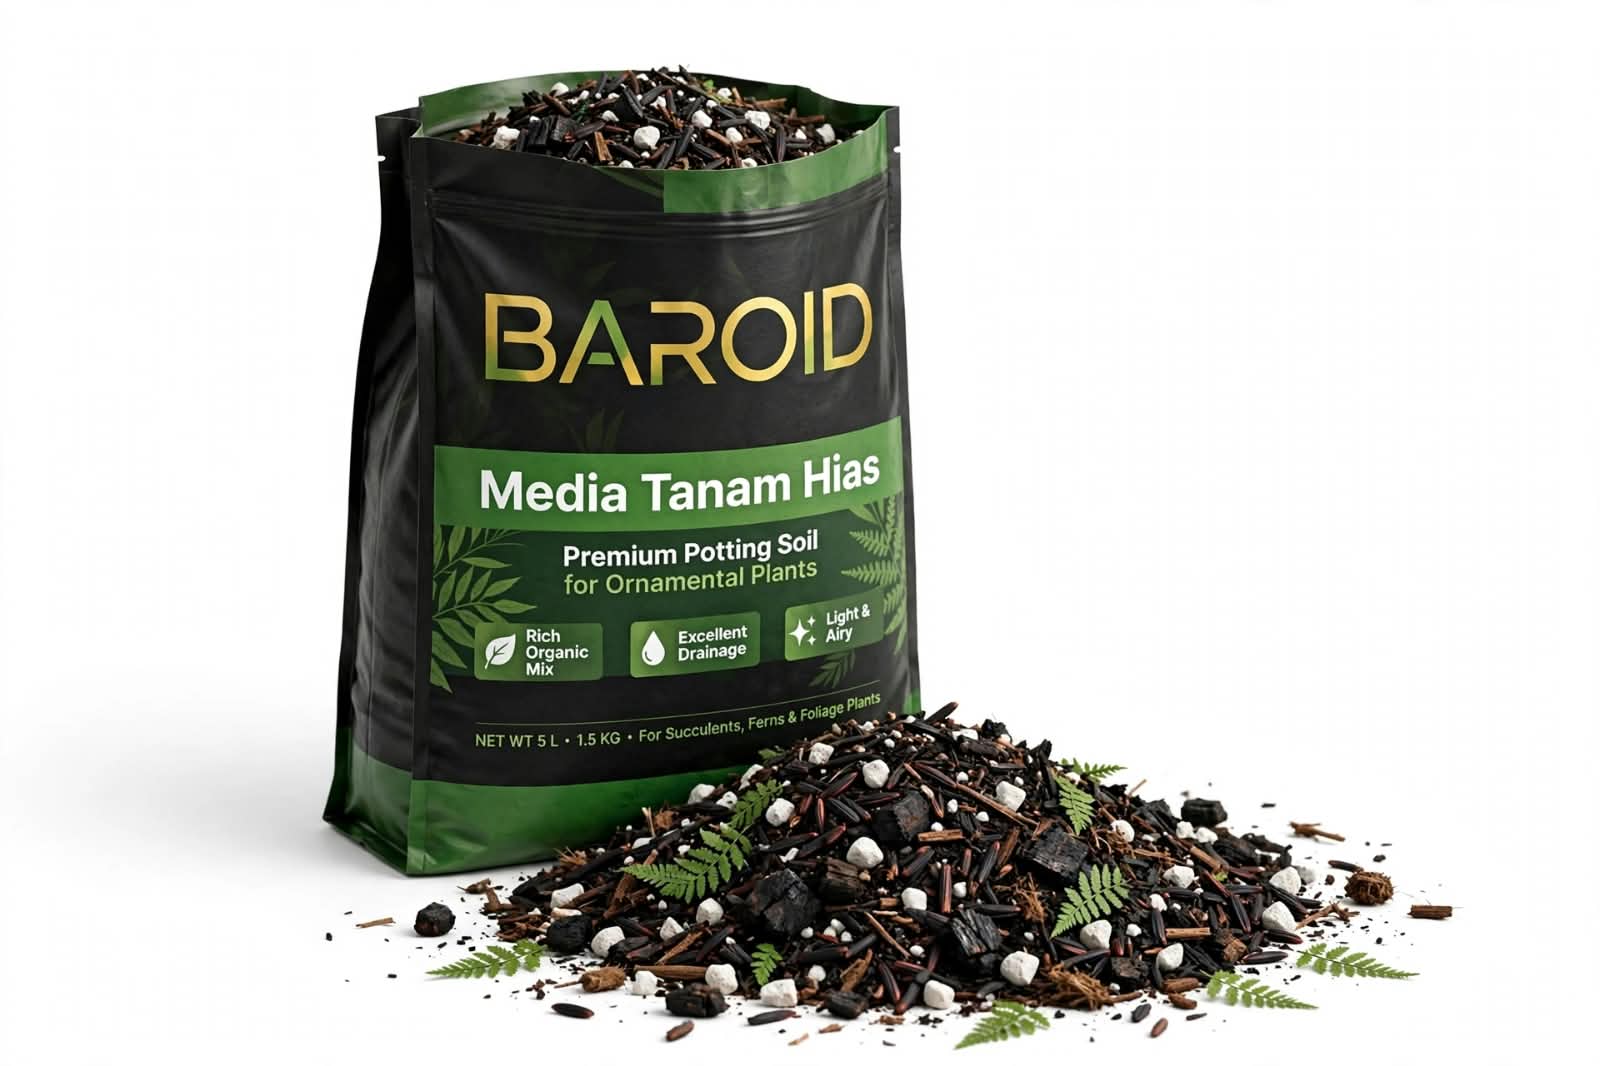 BAROID
Media Tanam Hias
Premium Potting Soil
for Ornamental Plants
Rich
Organic
Mix
Excellent
Drainage
Light &
Airy
NET WT 5 L • 1.5 KG • For Succulents, Ferns & Foliage Plants